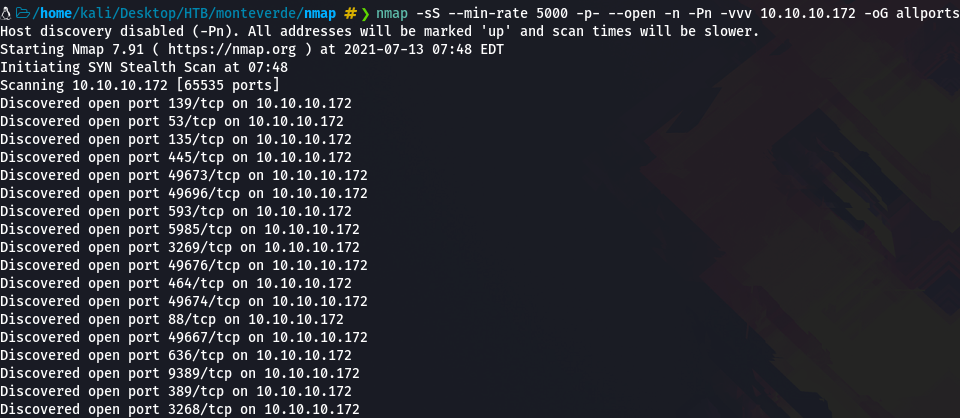 /home/kali/Desktop/HTB/monteverde/nmap # ❯ nmap -sS --min-rate 5000 -p- --open -n -Pn -vvv 10.10.10.172 -oG allports
Host discovery disabled (-Pn). All addresses will be marked 'up' and scan times will be slower.
Starting Nmap 7.91 ( https://nmap.org ) at 2021-07-13 07:48 EDT
Initiating SYN Stealth Scan at 07:48
Scanning 10.10.10.172 [65535 ports]
Discovered open port 139/tcp on 10.10.10.172
Discovered open port 53/tcp on 10.10.10.172
Discovered open port 135/tcp on 10.10.10.172
Discovered open port 445/tcp on 10.10.10.172
Discovered open port 49673/tcp on 10.10.10.172
Discovered open port 49696/tcp on 10.10.10.172
Discovered open port 593/tcp on 10.10.10.172
Discovered open port 5985/tcp on 10.10.10.172
Discovered open port 3269/tcp on 10.10.10.172
Discovered open port 49676/tcp on 10.10.10.172
Discovered open port 464/tcp on 10.10.10.172
Discovered open port 49674/tcp on 10.10.10.172
Discovered open port 88/tcp on 10.10.10.172
Discovered open port 49667/tcp on 10.10.10.172
Discovered open port 636/tcp on 10.10.10.172
Discovered open port 9389/tcp on 10.10.10.172
Discovered open port 389/tcp on 10.10.10.172
Discovered open port 3268/tcp on 10.10.10.172